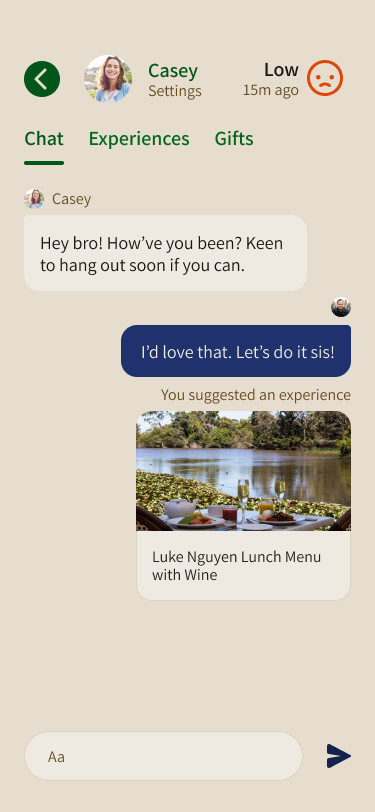 Casey
Settings
Low
15m ago
Chat
Experiences
Gifts
Casey
Hey bro! How’ve you been? Keen
to hang out soon if you can.
I’d love that. Let’s do it sis!
You suggested an experience
Luke Nguyen Lunch Menu
with Wine
Aa